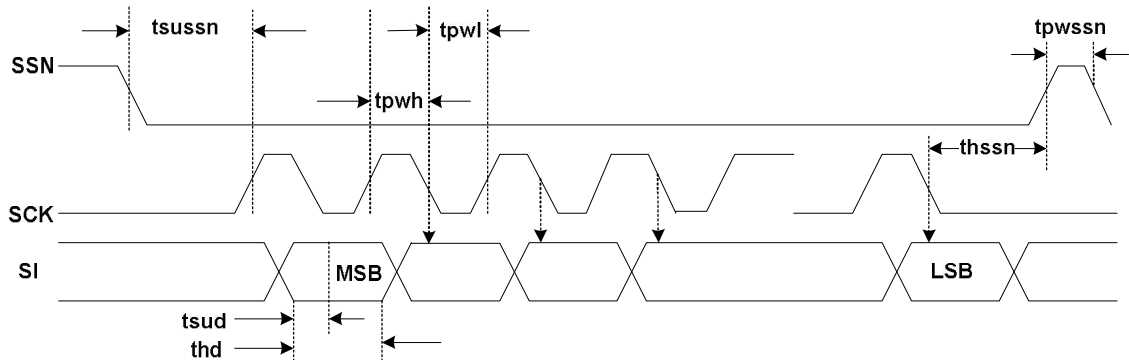 tsussn
tpwl
tpwssn
SSN
tpwh
thssn
SCK
SI
MSB
LSB
tsud
thd